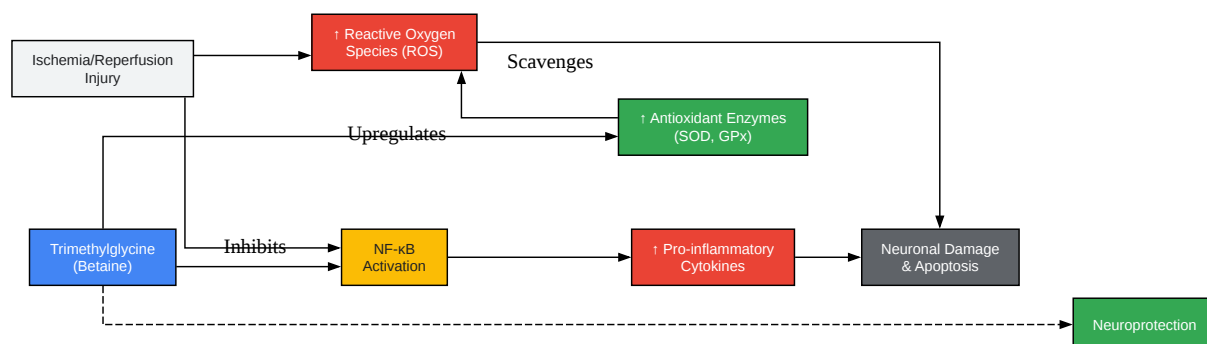 ↑ Reactive Oxygen
Species (ROS)
Ischemia/Reperfusion
Injury
Scavenges
↑ Antioxidant Enzymes
(SOD, GPx)
Upregulates
Trimethylglycine
(Betaine)
Inhibits
NF-κB
Activation
↑ Pro-inflammatory
Cytokines
Neuronal Damage
& Apoptosis
Neuroprotection